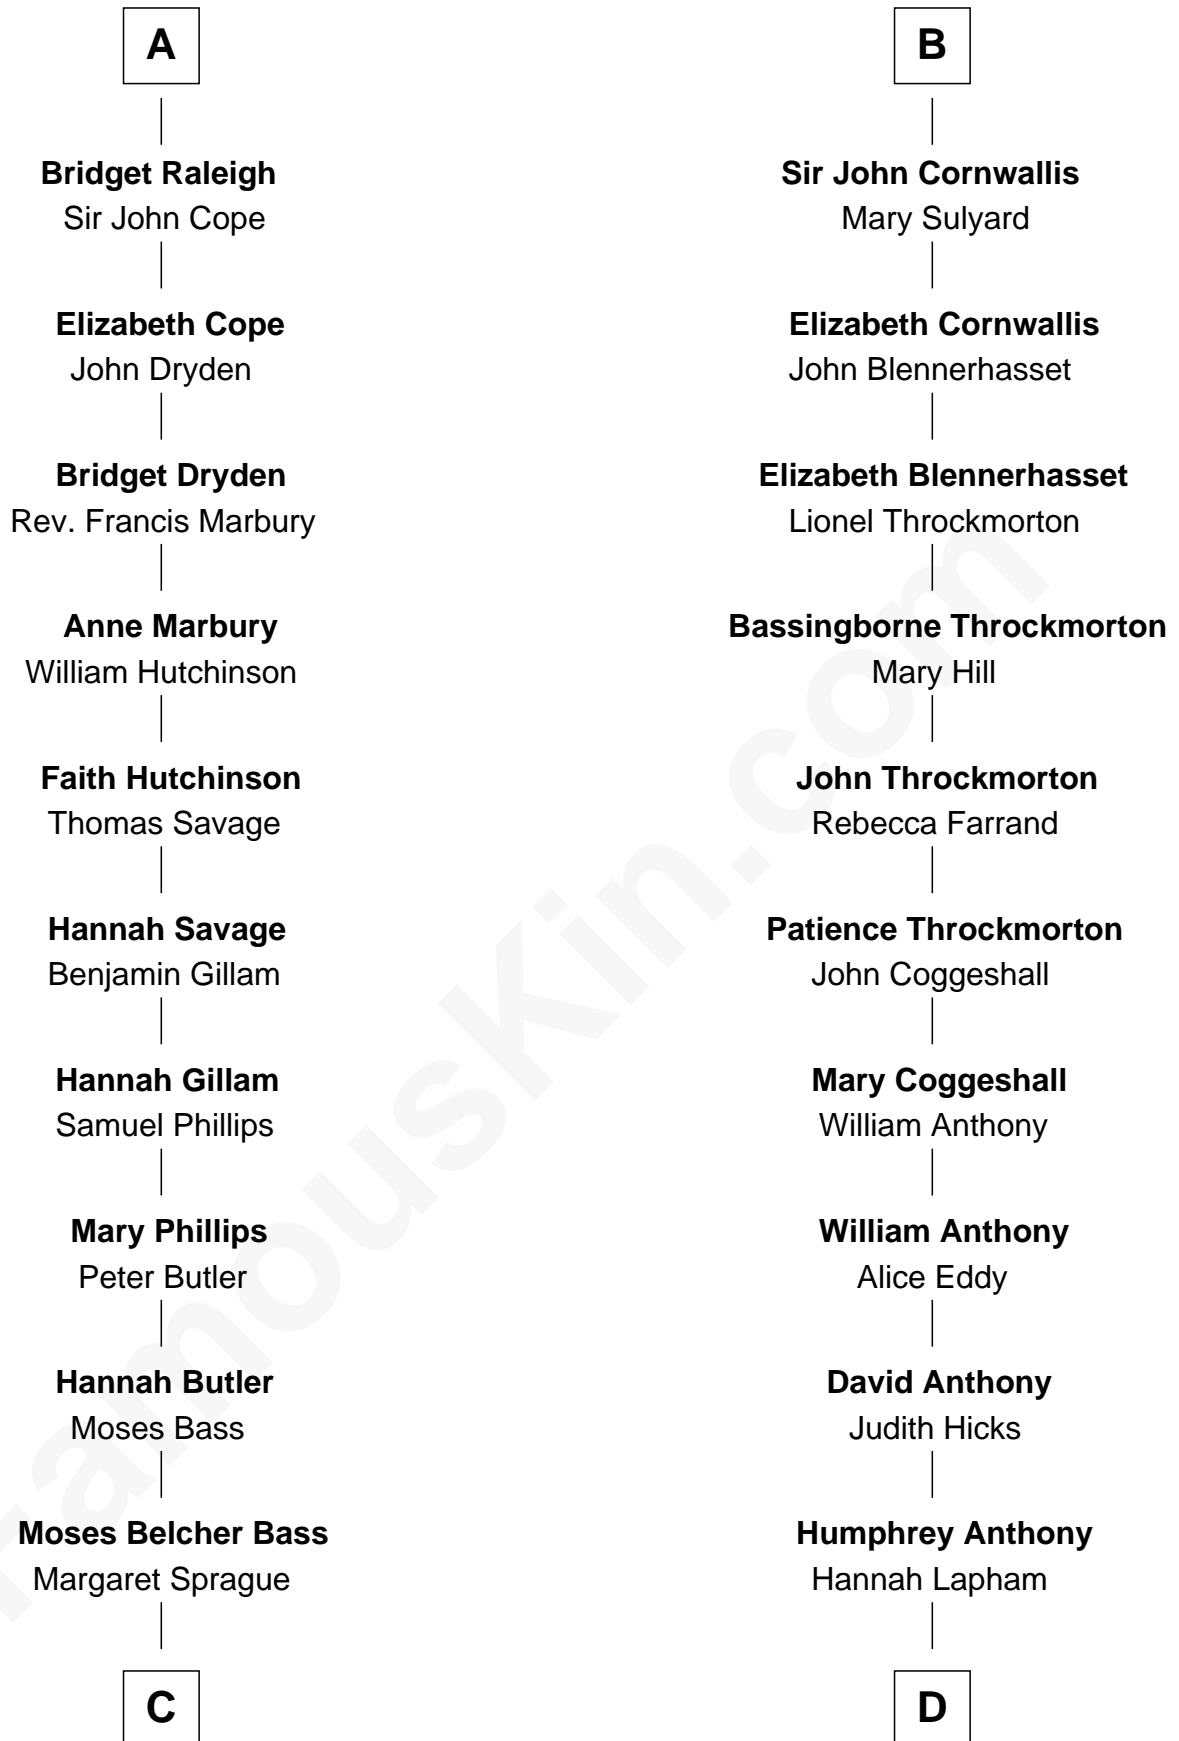 A
Bridget Raleigh
Sir John Cope
Elizabeth Cope
John Dryden
Bridget Dryden
Rev. Francis Marbury
Anne Marbury
William Hutchinson
Faith Hutchinson
Thomas Savage
Hannah Savage
Benjamin Gillam
Hannah Gillam
Samuel Phillips
Mary Phillips
Peter Butler
Hannah Butler
Moses Bass
Moses Belcher Bass
Margaret Sprague
C
B
Sir John Cornwallis
Mary Sulyard
Elizabeth Cornwallis
John Blennerhasset
Elizabeth Blennerhasset
Lionel Throckmorton
Bassingborne Throckmorton
Mary Hill
John Throckmorton
Rebecca Farrand
Patience Throckmorton
John Coggeshall
Mary Coggeshall
William Anthony
William Anthony
Alice Eddy
David Anthony
Judith Hicks
Humphrey Anthony
Hannah Lapham
D
FamousKin.com